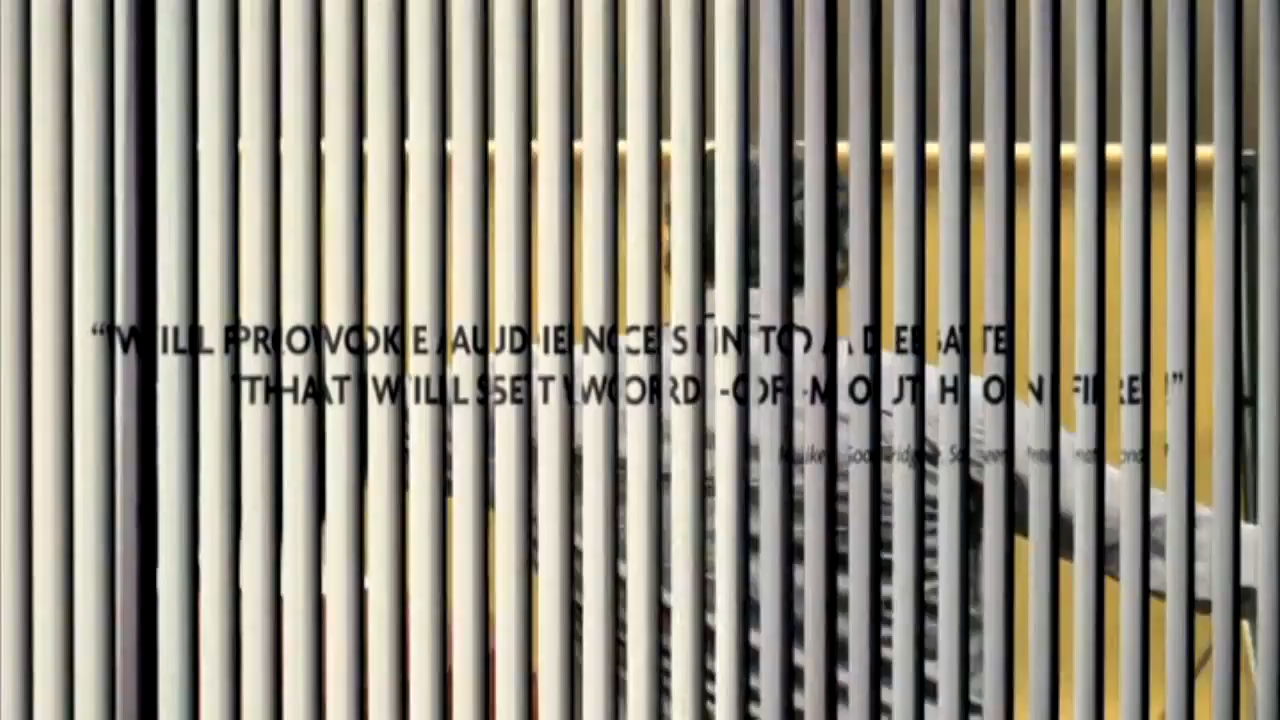 “WILL PROVOKE AUDIENCES INTO A DEBATE
THAT WILL SET WORD-OF-MOUTH ON FIRE!”